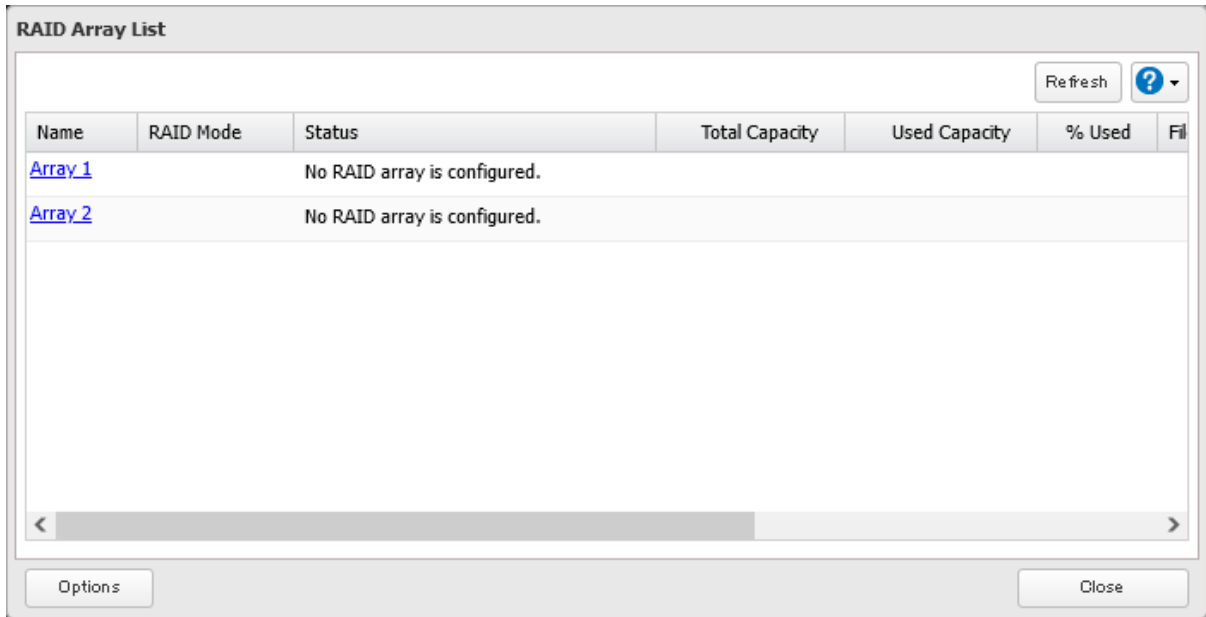 RAID Array List
Refresh ?
Name RAID Mode Status Total Capacity Used Capacity % Used Fil
Array 1 No RAID array is configured.
Array 2 No RAID array is configured.
Options Close